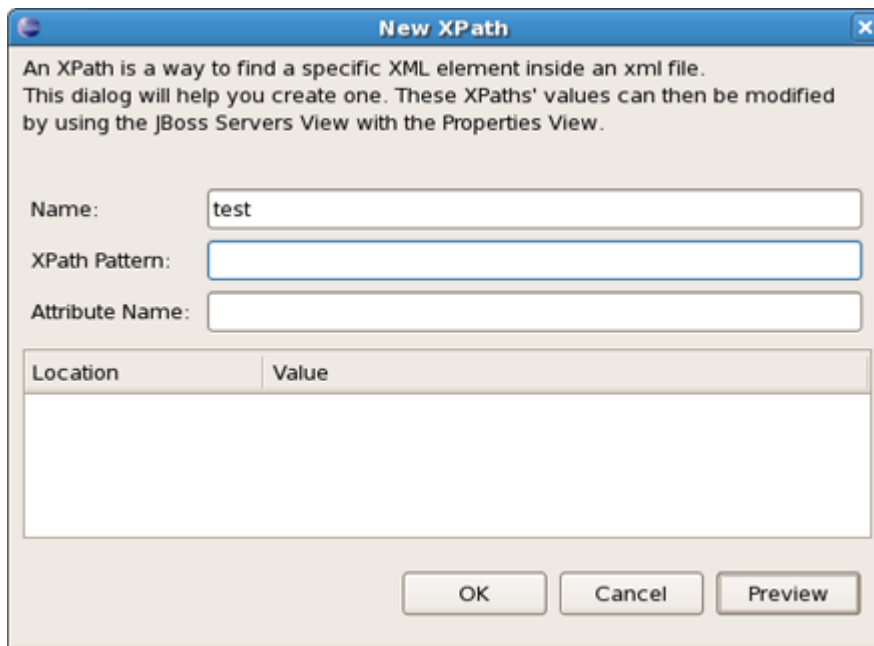 New XPath
An XPath is a way to find a specific XML element inside an xml file.
This dialog will help you create one. These XPaths' values can then be modified
by using the JBoss Servers View with the Properties View.
Name: test
XPath Pattern:
Attribute Name:
Location Value
OK Cancel Preview